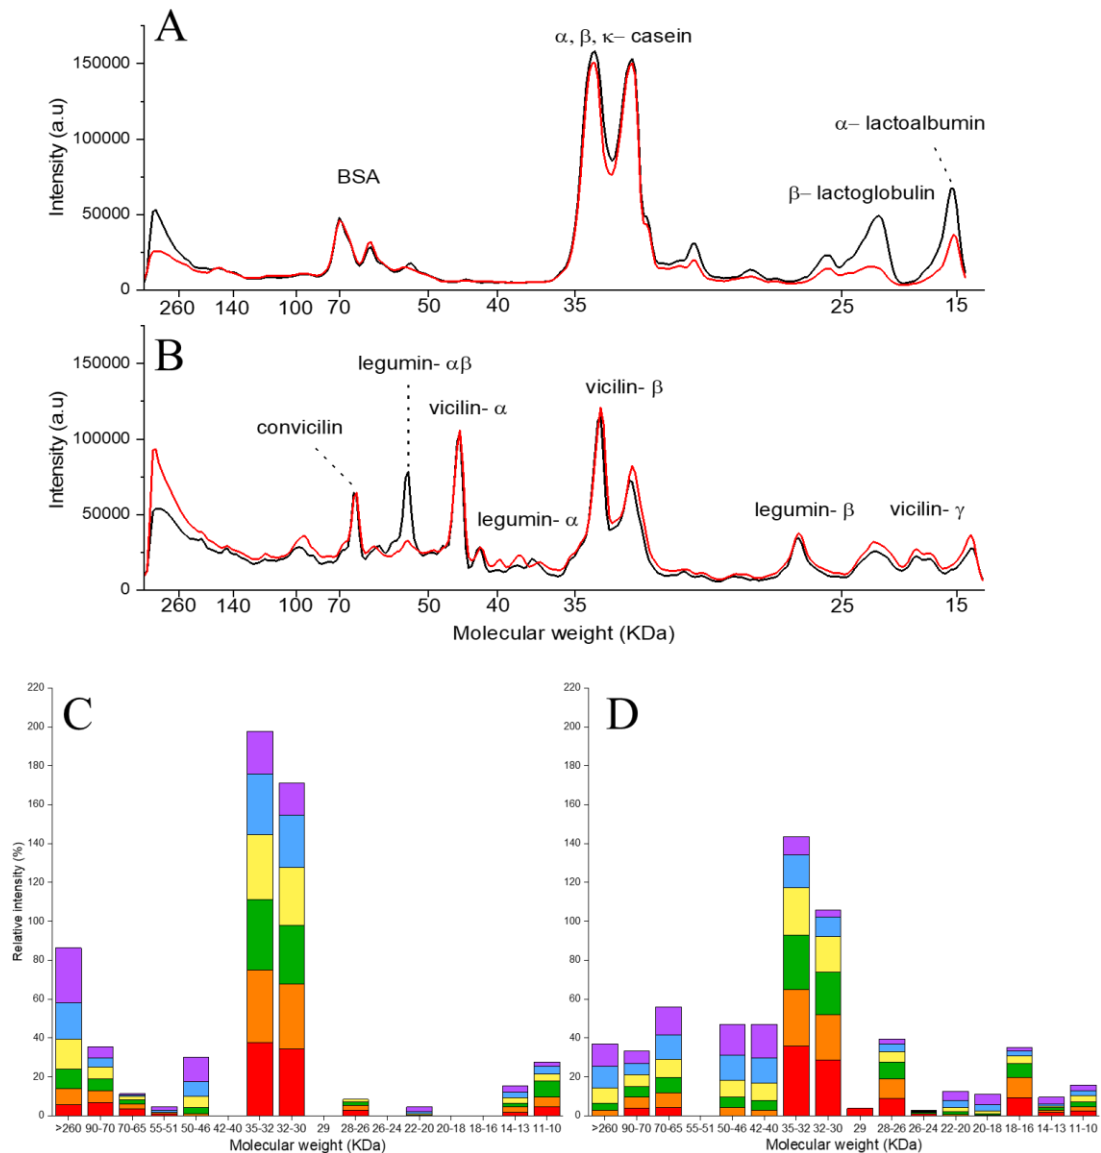 A
α, β, κ– casein
α– lactoalbumin
BSA
β– lactoglobulin
Intensity (a.u)
150000
100000
50000
0
260 140 100 70 50 40 35 25 15
B
legumin- αβ
vicilin- α
vicilin- β
convicilin
legumin- α
legumin- β
vicilin- γ
Intensity (a.u)
150000
100000
50000
0
260 140 100 70 50 40 35 25 15
Molecular weight (KDa)
C
Relative intensity (%)
220
200
180
160
140
120
100
80
60
40
20
0
>260 90-70 70-65 55-51 50-46 42-40 35-32 32-30 29 28-26 26-24 22-20 20-18 18-16 14-13 11-10
Molecular weight (KDa)
D
220
200
180
160
140
120
100
80
60
40
20
0
>260 90-70 70-65 55-51 50-46 42-40 35-32 32-30 29 28-26 26-24 22-20 20-18 18-16 14-13 11-10
Molecular weight (KDa)